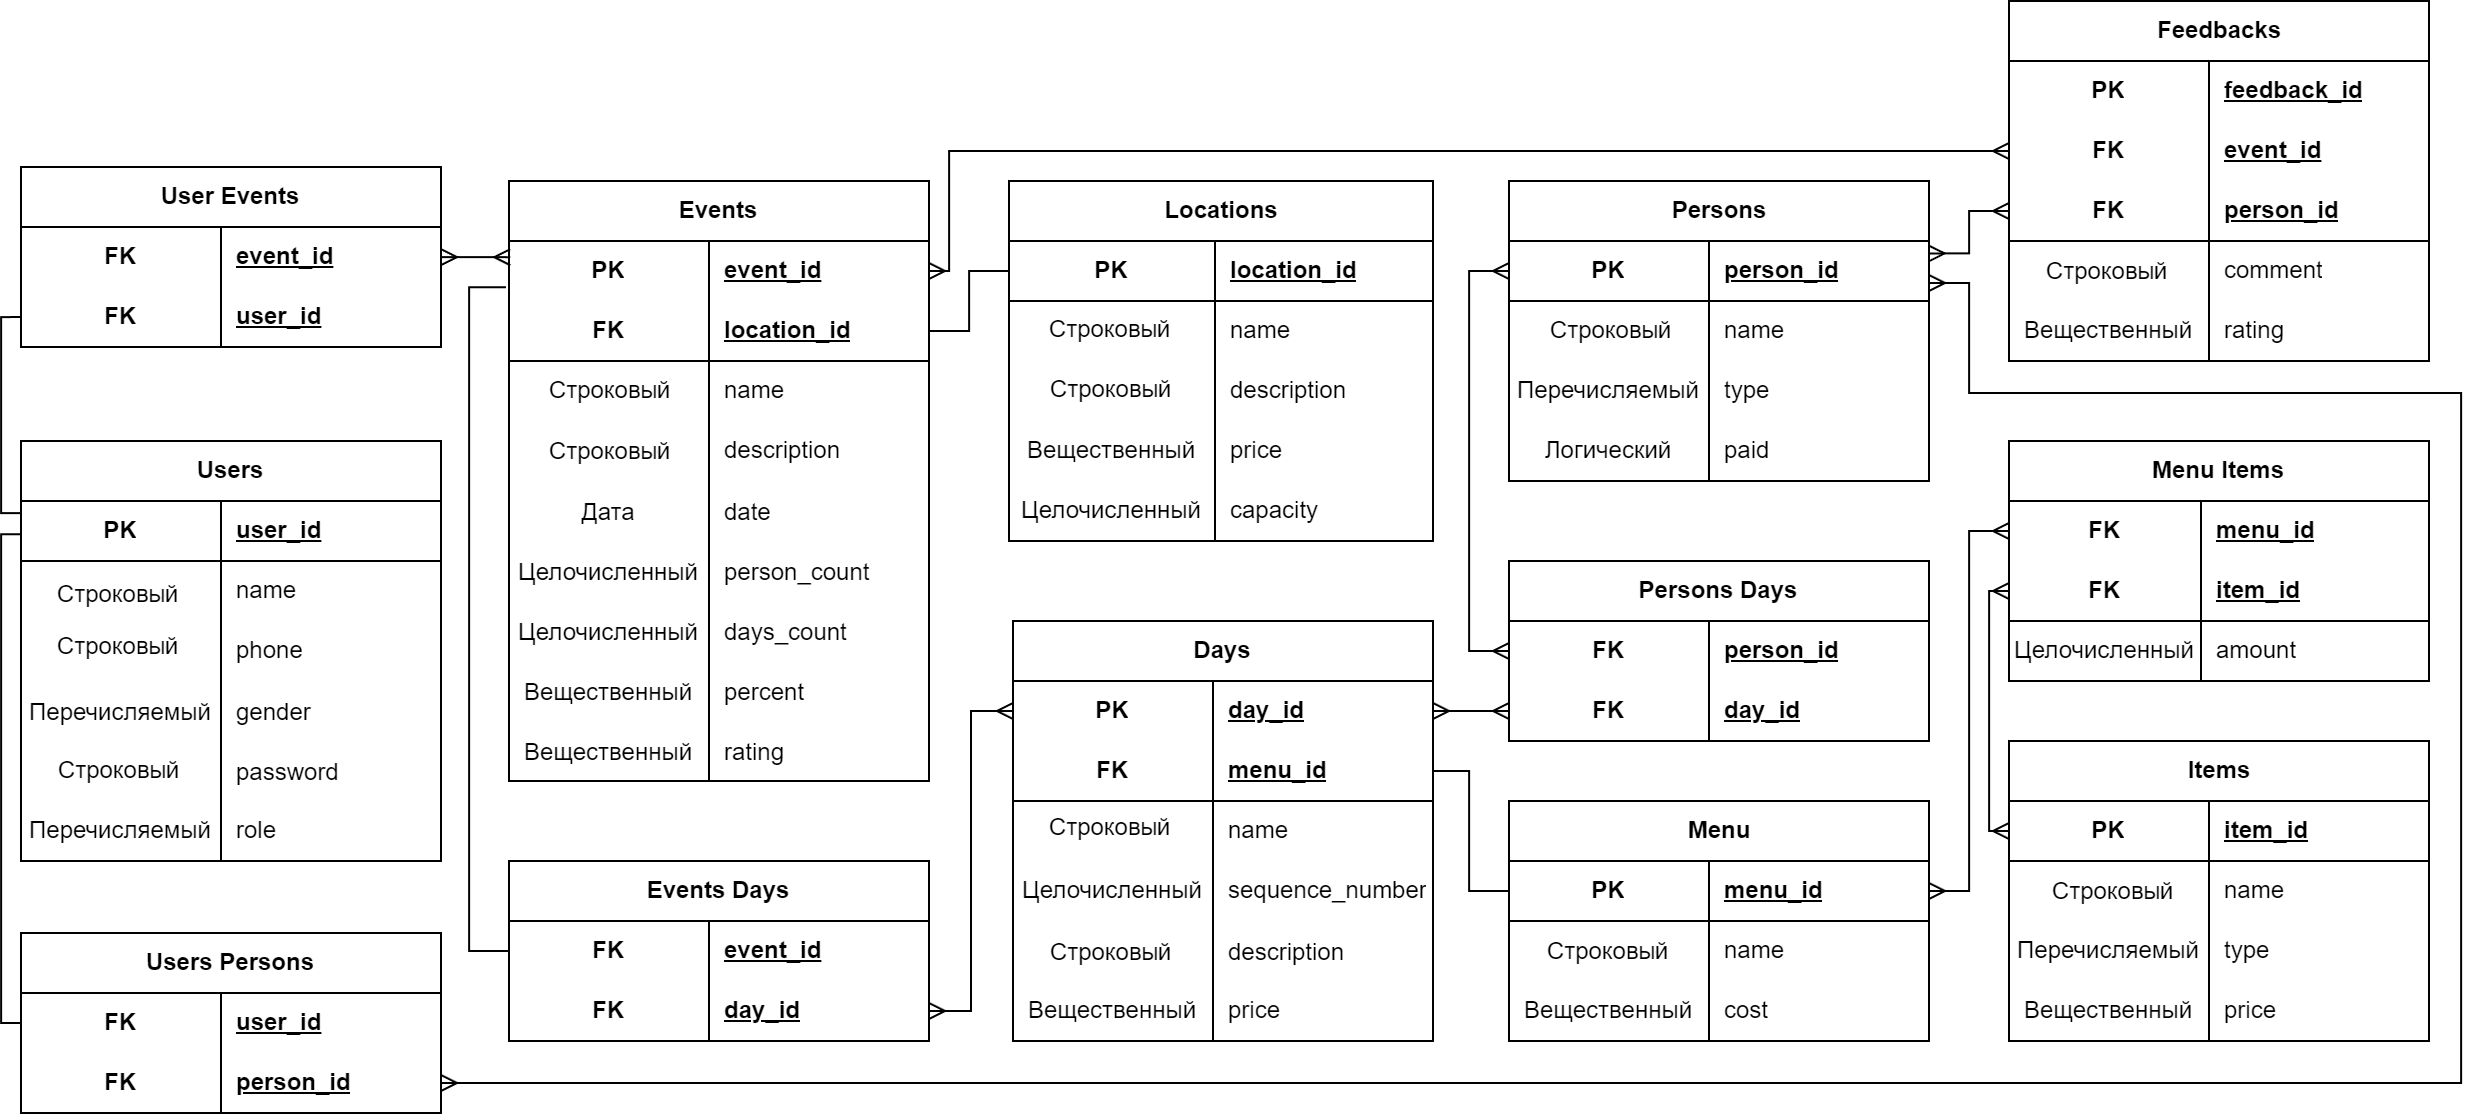 Feedbacks
PK feedback_id
FK event_id
FK person_id
Строковый comment
Вещественный rating
User Events
FK event_id
FK user_id
Events
PK event_id
FK location_id
Строковый name
Строковый description
Дата date
Целочисленный person_count
Целочисленный days_count
Вещественный percent
Вещественный rating
Locations
PK location_id
Строковый name
Строковый description
Вещественный price
Целочисленный capacity
Persons
PK person_id
Строковый name
Перечисляемый type
Логический paid
Users
PK user_id
Строковый name
Строковый phone
Перечисляемый gender
Строковый password
Перечисляемый role
Menu Items
FK menu_id
FK item_id
Целочисленный amount
Persons Days
FK person_id
FK day_id
Days
PK day_id
FK menu_id
Строковый name
Целочисленный sequence_number
Строковый description
Вещественный price
Items
PK item_id
Строковый name
Перечисляемый type
Вещественный price
Menu
PK menu_id
Строковый name
Вещественный cost
Events Days
FK event_id
FK day_id
Users Persons
FK user_id
FK person_id